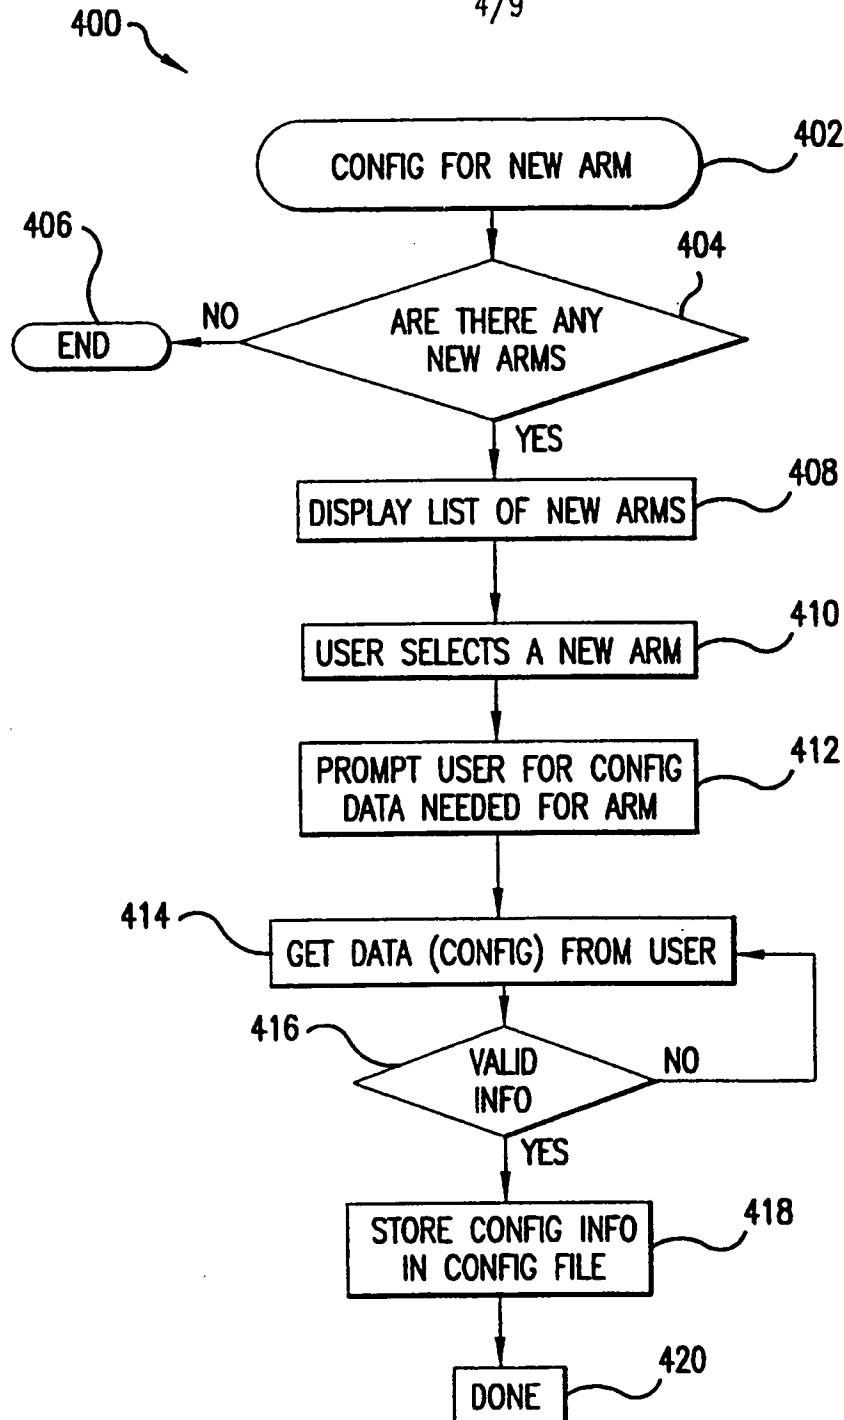 4/9
400
CONFIG FOR NEW ARM
402
406
404
END
NO
ARE THERE ANY
NEW ARMS
YES
408
DISPLAY LIST OF NEW ARMS
410
USER SELECTS A NEW ARM
412
PROMPT USER FOR CONFIG
DATA NEEDED FOR ARM
414
GET DATA (CONFIG) FROM USER
416
VALID
INFO
NO
YES
418
STORE CONFIG INFO
IN CONFIG FILE
420
DONE